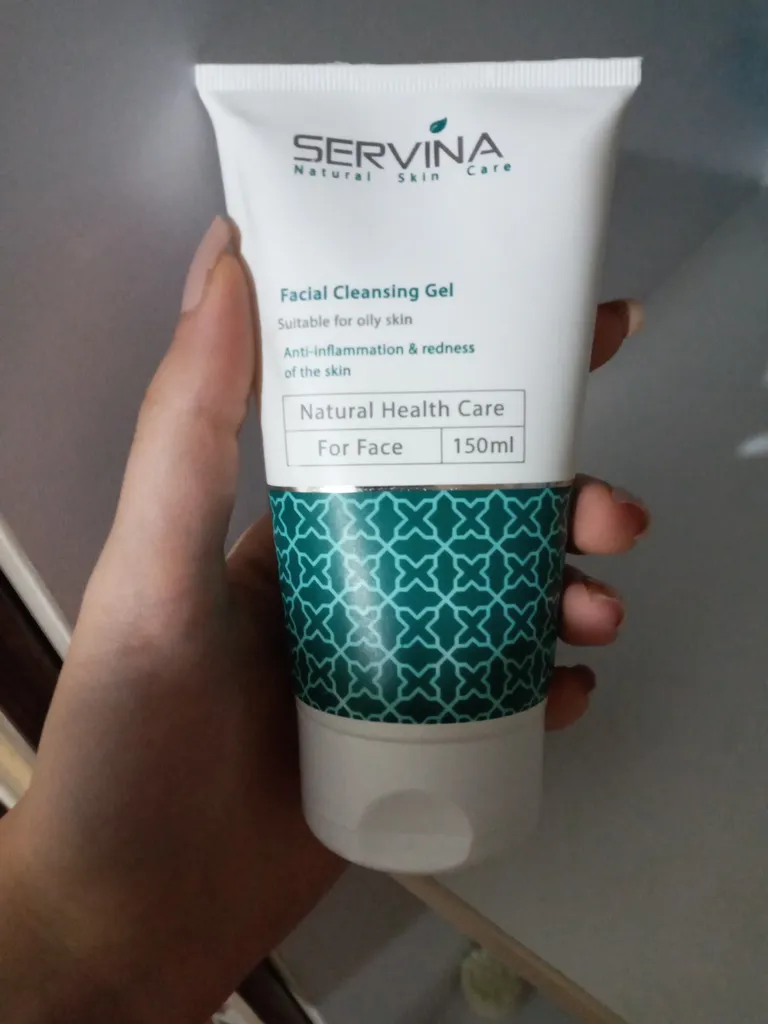 SERVINA
Natural Skin Care
Facial Cleansing Gel
Suitable for oily skin
Anti-inflammation & redness
of the skin
Natural Health Care
For Face 150ml